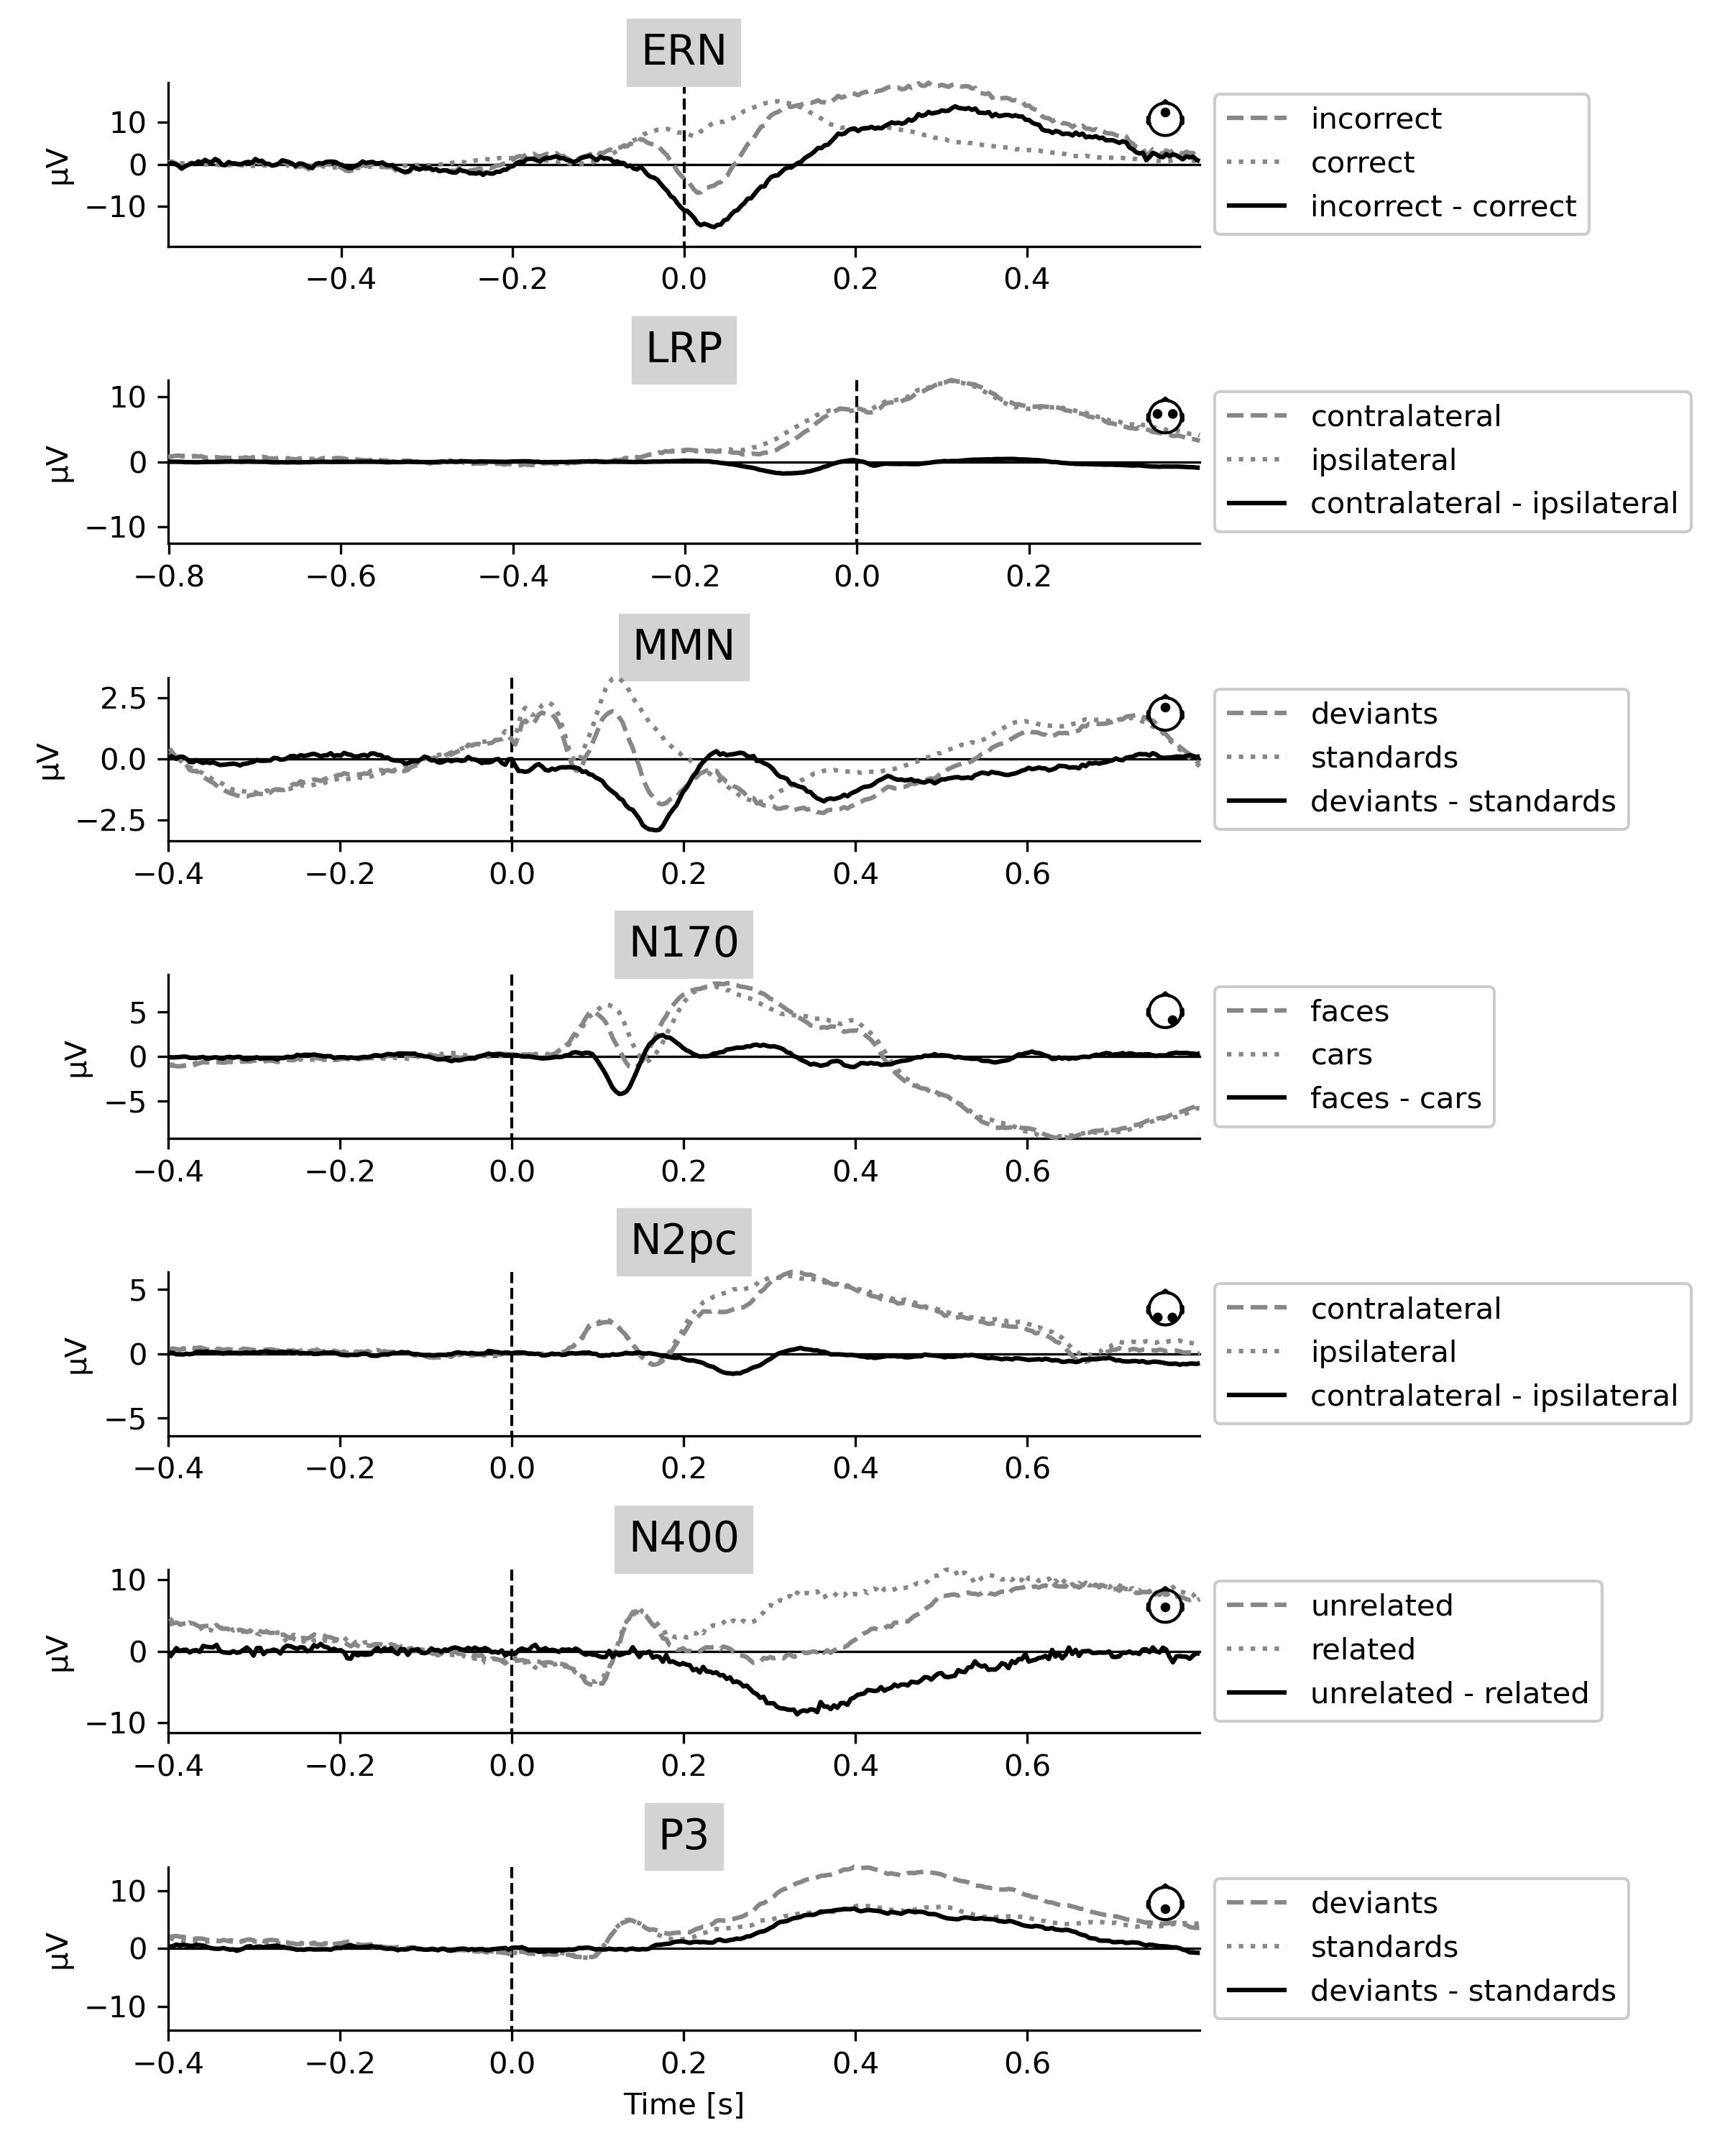 ERN
10
0
−10
µV
−0.4 −0.2 0.0 0.2 0.4
incorrect
correct
incorrect - correct
LRP
10
0
−10
µV
−0.8 −0.6 −0.4 −0.2 0.0 0.2
contralateral
ipsilateral
contralateral - ipsilateral
MMN
2.5
0.0
−2.5
µV
−0.4 −0.2 0.0 0.2 0.4 0.6
deviants
standards
deviants - standards
N170
5
0
−5
µV
−0.4 −0.2 0.0 0.2 0.4 0.6
faces
cars
faces - cars
N2pc
5
0
−5
µV
−0.4 −0.2 0.0 0.2 0.4 0.6
contralateral
ipsilateral
contralateral - ipsilateral
N400
10
0
−10
µV
−0.4 −0.2 0.0 0.2 0.4 0.6
unrelated
related
unrelated - related
P3
10
0
−10
µV
−0.4 −0.2 0.0 0.2 0.4 0.6
deviants
standards
deviants - standards
Time [s]